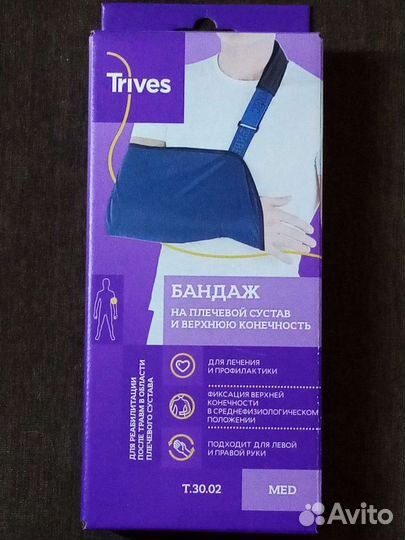 Trives
БАНДАЖ
НА ПЛЕЧЕВОЙ СУСТАВ
И ВЕРХНЮЮ КОНЕЧНОСТЬ
ДЛЯ РЕАБИЛИТАЦИИ
ПОСЛЕ ТРАВМ В ОБЛАСТИ
ПЛЕЧЕВОГО СУСТАВА
ДЛЯ ЛЕЧЕНИЯ
И ПРОФИЛАКТИКИ
ФИКСАЦИЯ ВЕРХНЕЙ
КОНЕЧНОСТИ
В СРЕДНЕФИЗИОЛОГИЧЕСКОМ
ПОЛОЖЕНИИ
ПОДХОДИТ ДЛЯ ЛЕВОЙ
И ПРАВОЙ РУКИ
Т.30.02
MED
Avito